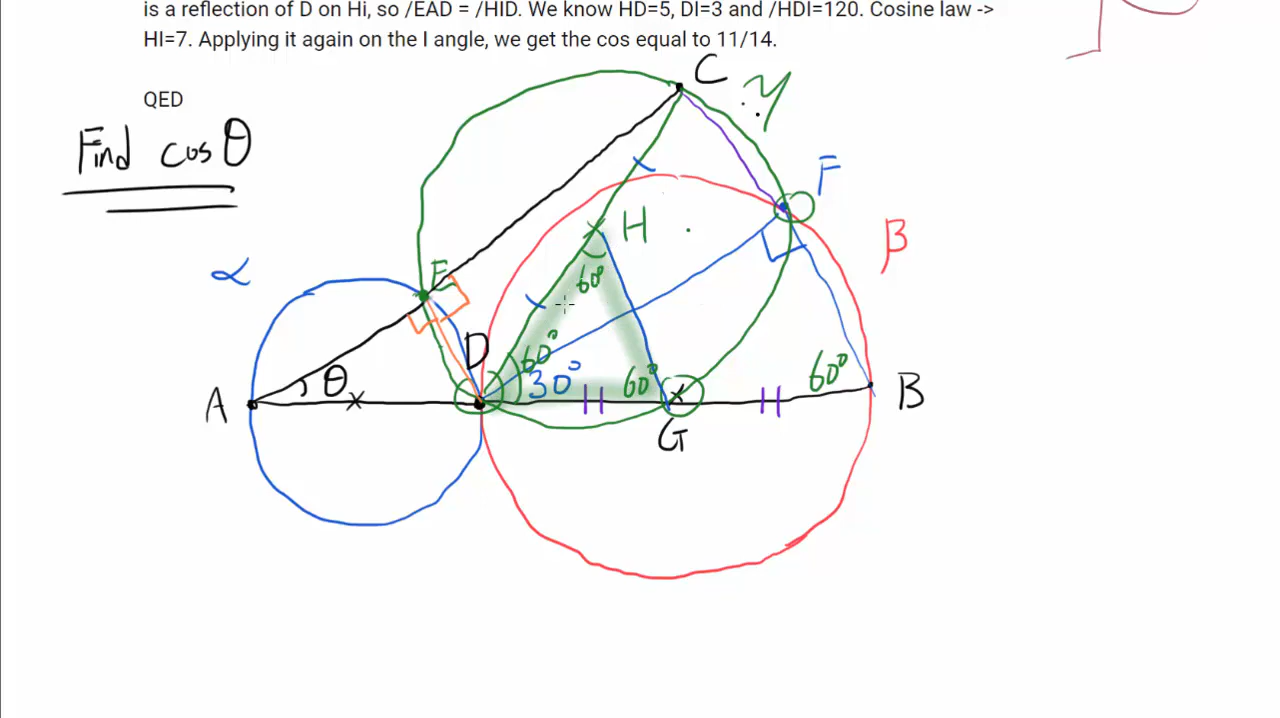 is a reflection of D on Hi, so /EAD = /HID. We know HD=5, DI=3 and /HDI=120. Cosine law ->
HI=7. Applying it again on the I angle, we get the cos equal to 11/14.
QED
Find cos θ
C
γ
F
H
β
α
E
60°
D
60°
θ
30°
60°
60°
A
B
G